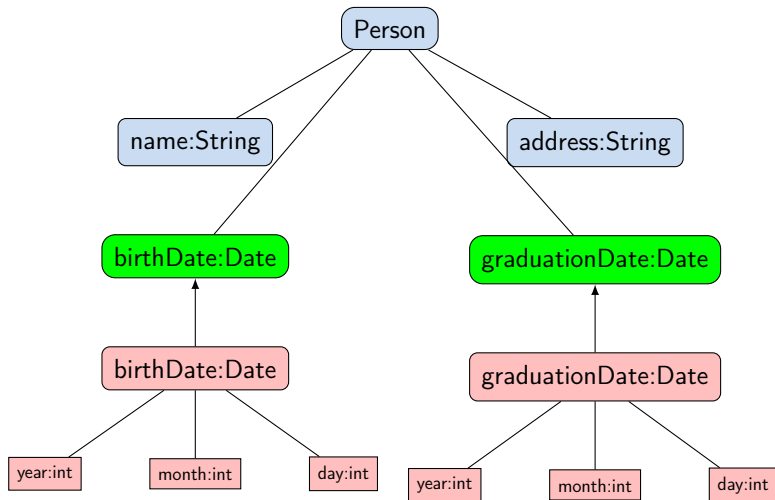 Person
name:String
address:String
birthDate:Date
graduationDate:Date
birthDate:Date
graduationDate:Date
year:int
month:int
day:int
year:int
month:int
day:int